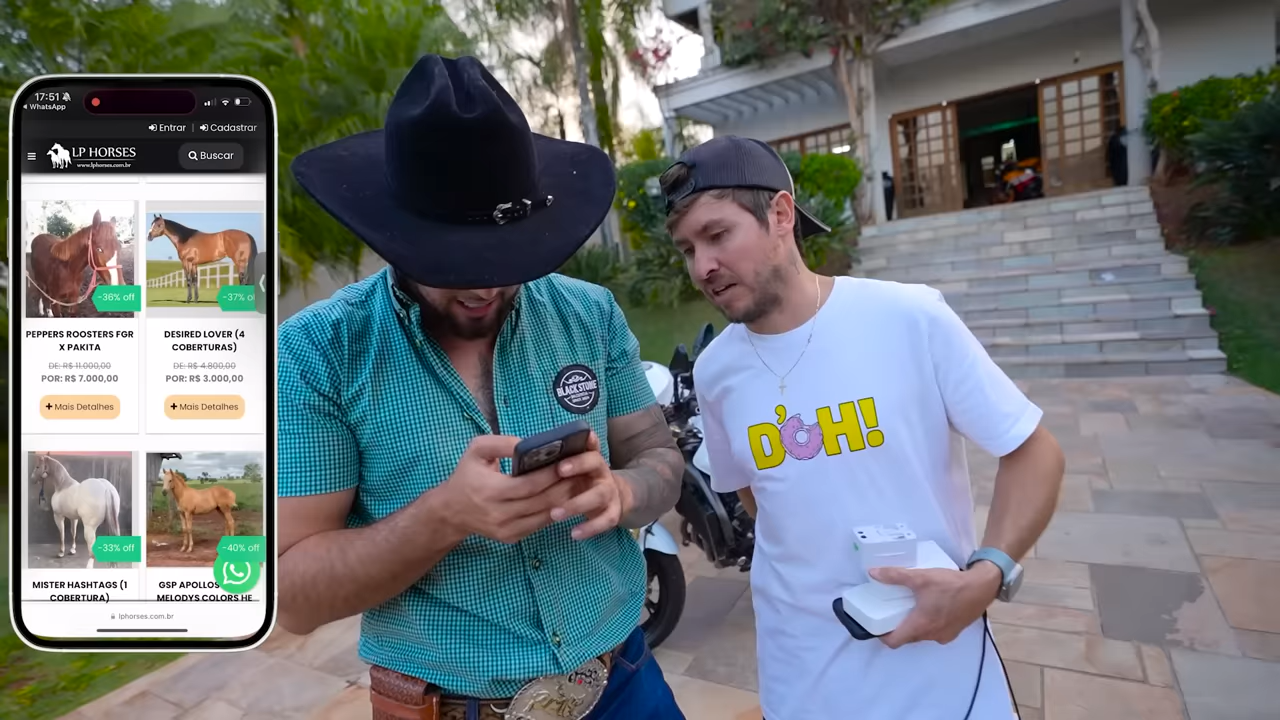 17:51
WhatsApp
Entrar | Cadastrar
LP HORSES
www.lphorses.com.br
Buscar
-36% off
-37% o
PEPPERS ROOSTERS FGR
X PAKITA
DESIRED LOVER (4
COBERTURAS)
DE: R$ 11.000,00
POR: R$ 7.000,00
DE: R$ 4.800,00
POR: R$ 3.000,00
+ Mais Detalhes
+ Mais Detalhes
-33% off
-40% off
MISTER HASHTAGS (1
COBERTURA)
GSP APOLLOS
MELODYS COLORS HE
lphorses.com.br
BLACK STONE
D'OH!